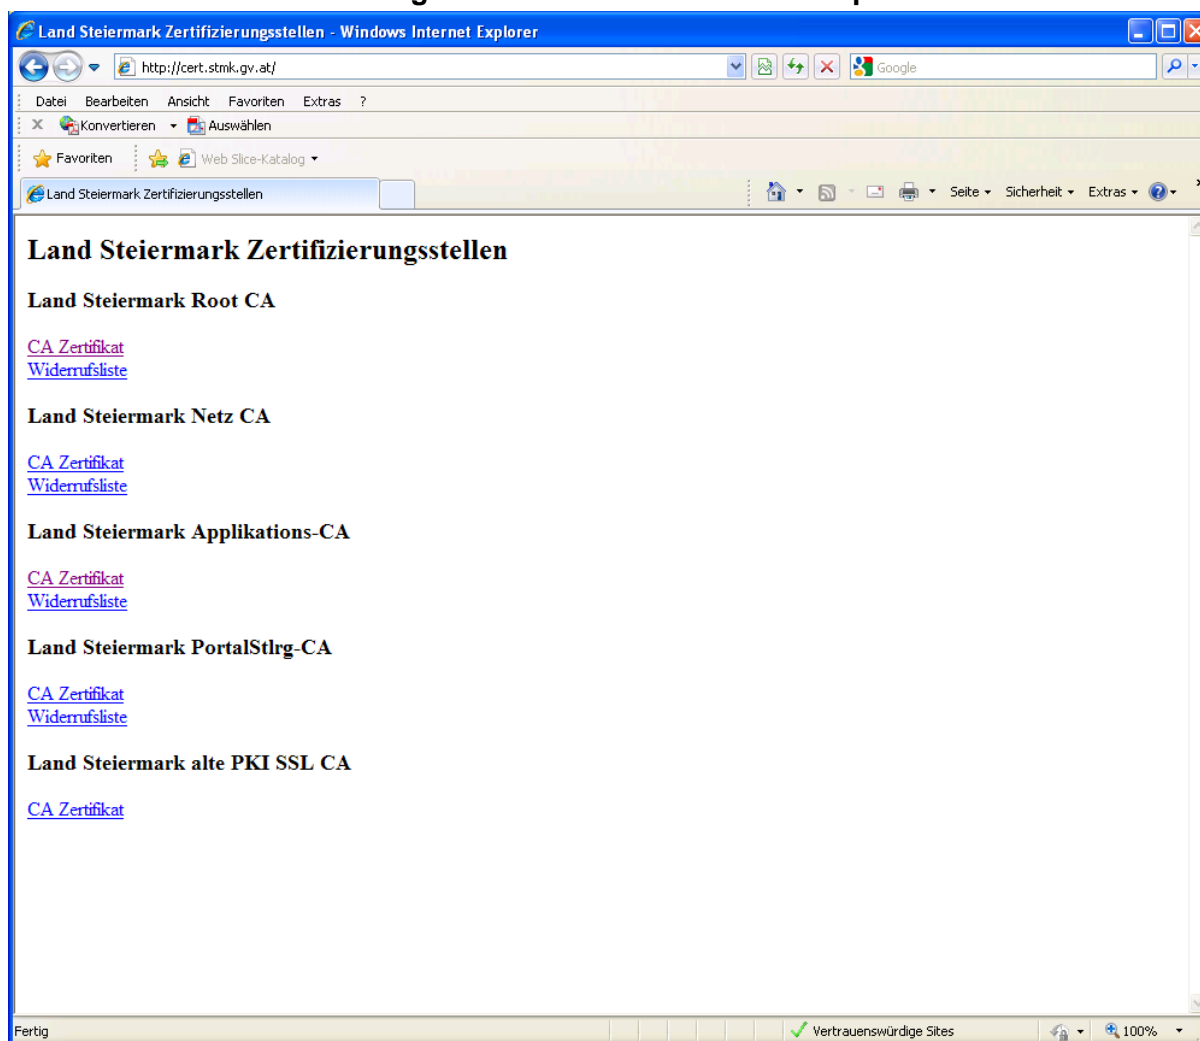 Land Steiermark Zertifizierungsstellen - Windows Internet Explorer
http://cert.stmk.gv.at/
Google
Datei Bearbeiten Ansicht Favoriten Extras ?
X Konvertieren Auswählen
Favoriten Web Slice-Katalog
Land Steiermark Zertifizierungsstellen
Seite Sicherheit Extras
Land Steiermark Zertifizierungsstellen
Land Steiermark Root CA
CA Zertifikat
Widerrufsliste
Land Steiermark Netz CA
CA Zertifikat
Widerrufsliste
Land Steiermark Applikations-CA
CA Zertifikat
Widerrufsliste
Land Steiermark PortalStlrg-CA
CA Zertifikat
Widerrufsliste
Land Steiermark alte PKI SSL CA
CA Zertifikat
Fertig Vertrauenswürdige Sites 100%